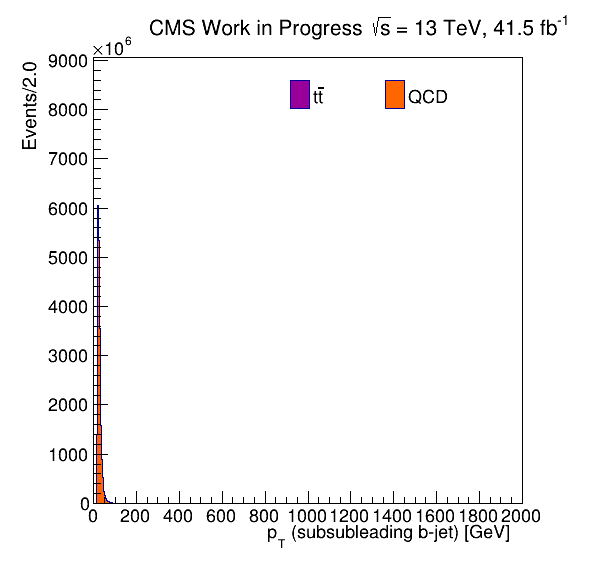 CMS Work in Progress √s = 13 TeV, 41.5 fb⁻¹
×10⁶
Events/2.0
tt̄
QCD
9000
8000
7000
6000
5000
4000
3000
2000
1000
0
0 200 400 600 800 1000 1200 1400 1600 1800 2000
p_T (subsubleading b-jet) [GeV]